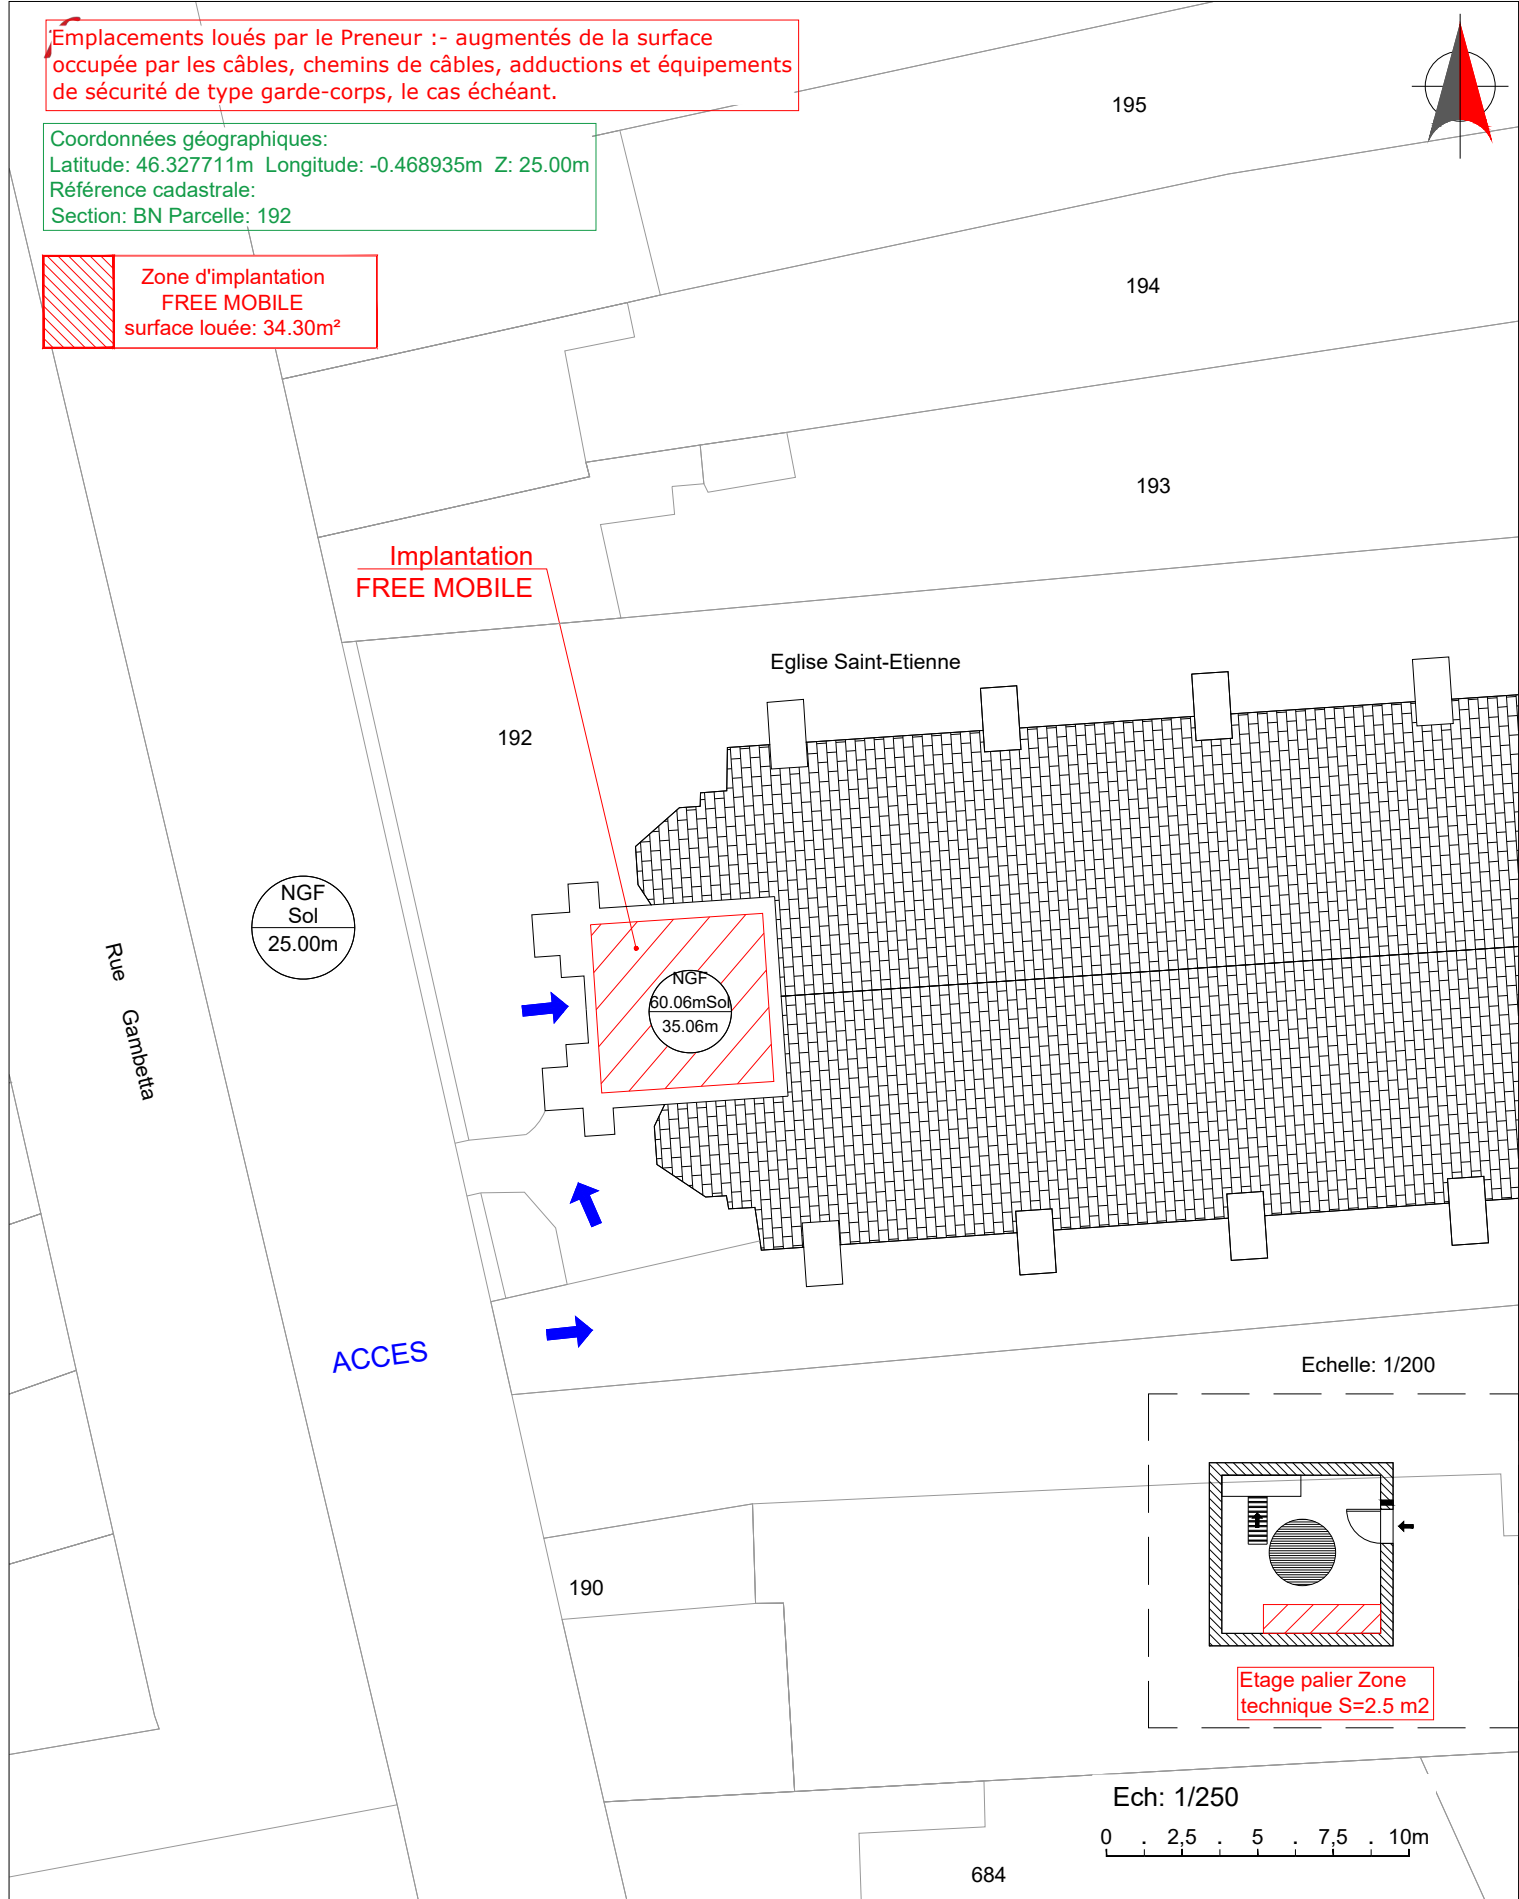 Emplacements loués par le Preneur :- augmentés de la surface
occupée par les câbles, chemins de câbles, adductions et équipements
de sécurité de type garde-corps, le cas échéant.
Coordonnées géographiques:
Latitude: 46.327711m Longitude: -0.468935m Z: 25.00m
Référence cadastrale:
Section: BN Parcelle: 192
Zone d'implantation
FREE MOBILE
surface louée: 34.30m²
195
194
193
Implantation
FREE MOBILE
Eglise Saint-Etienne
192
NGF
Sol
25.00m
Rue Gambetta
NGF
60.06mSol
35.06m
ACCES
Echelle: 1/200
190
Etage palier Zone
technique S=2.5 m2
Ech: 1/250
0 . 2,5 . 5 . 7,5 . 10m
684